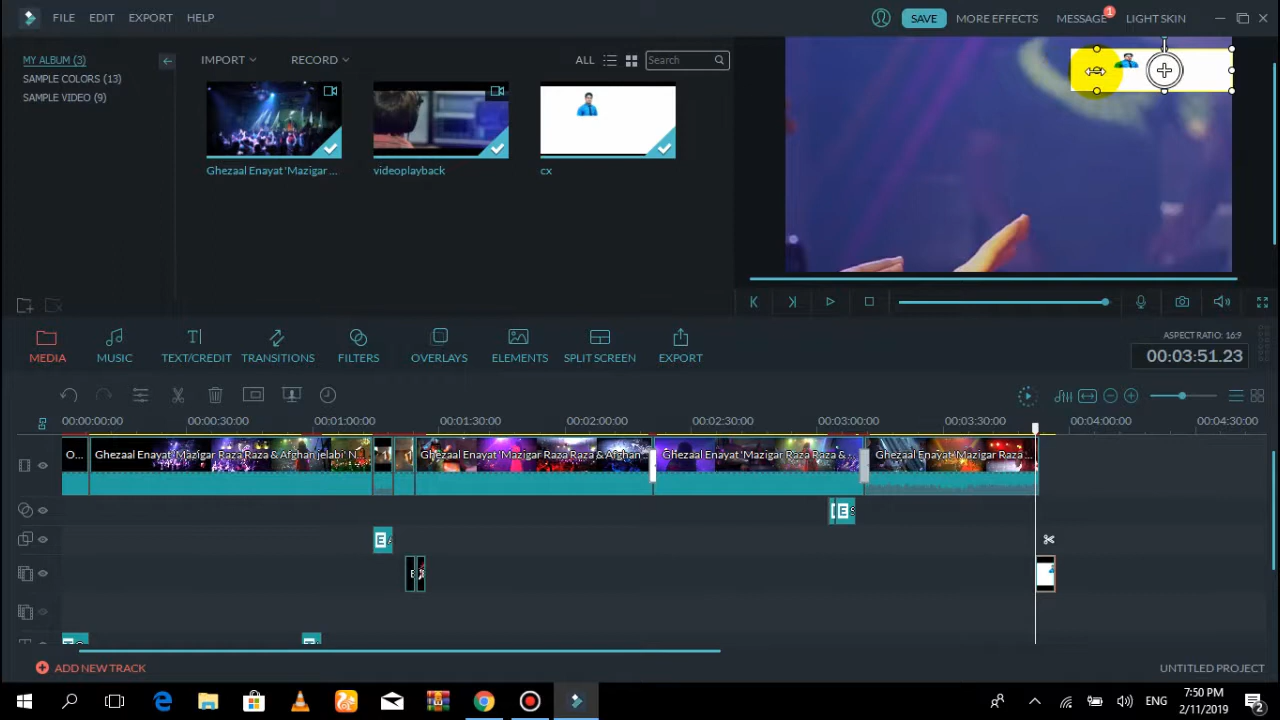 FILE EDIT EXPORT HELP
SAVE MORE EFFECTS MESSAGE 1 LIGHT SKIN
MY ALBUM (3)
SAMPLE COLORS (13)
SAMPLE VIDEO (9)
IMPORT RECORD ALL Search
Ghezaal Enayat 'Mazigar ... videoplayback cx
MEDIA MUSIC TEXT/CREDIT TRANSITIONS FILTERS OVERLAYS ELEMENTS SPLIT SCREEN EXPORT
ASPECT RATIO: 16:9
00:03:51.23
00:00:00:00 00:00:30:00 00:01:00:00 00:01:30:00 00:02:00:00 00:02:30:00 00:03:00:00 00:03:30:00 00:04:00:00 00:04:30:00
O... Ghezaal Enayat 'Mazigar Raza Raza & Afghan jelabi' N... Ghezaal Enayat 'Mazigar Raza Raza & Afghan... Ghezaal Enayat 'Mazigar Raza Raza &... Ghezaal Enayat 'Mazigar Raza ...
ADD NEW TRACK UNTITLED PROJECT
ENG 7:50 PM
2/11/2019 2